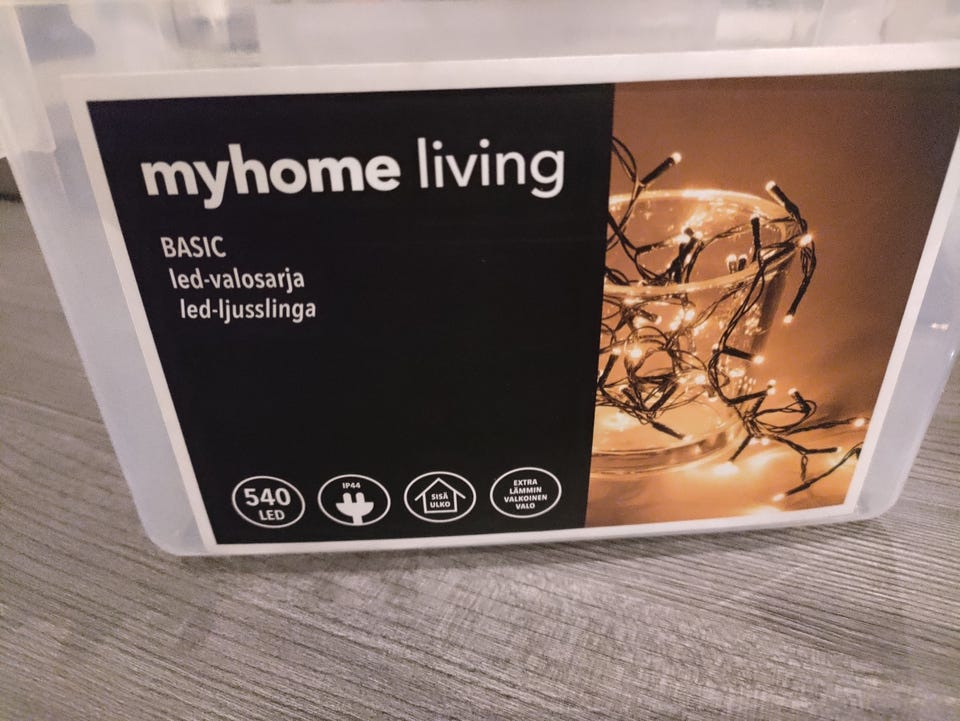 myhome living
BASIC
led-valosarja
led-ljusslinga
540
LED
IP44
SISÄ
ULKO
EXTRA
LÄMMIN
VALKOINEN
VALO